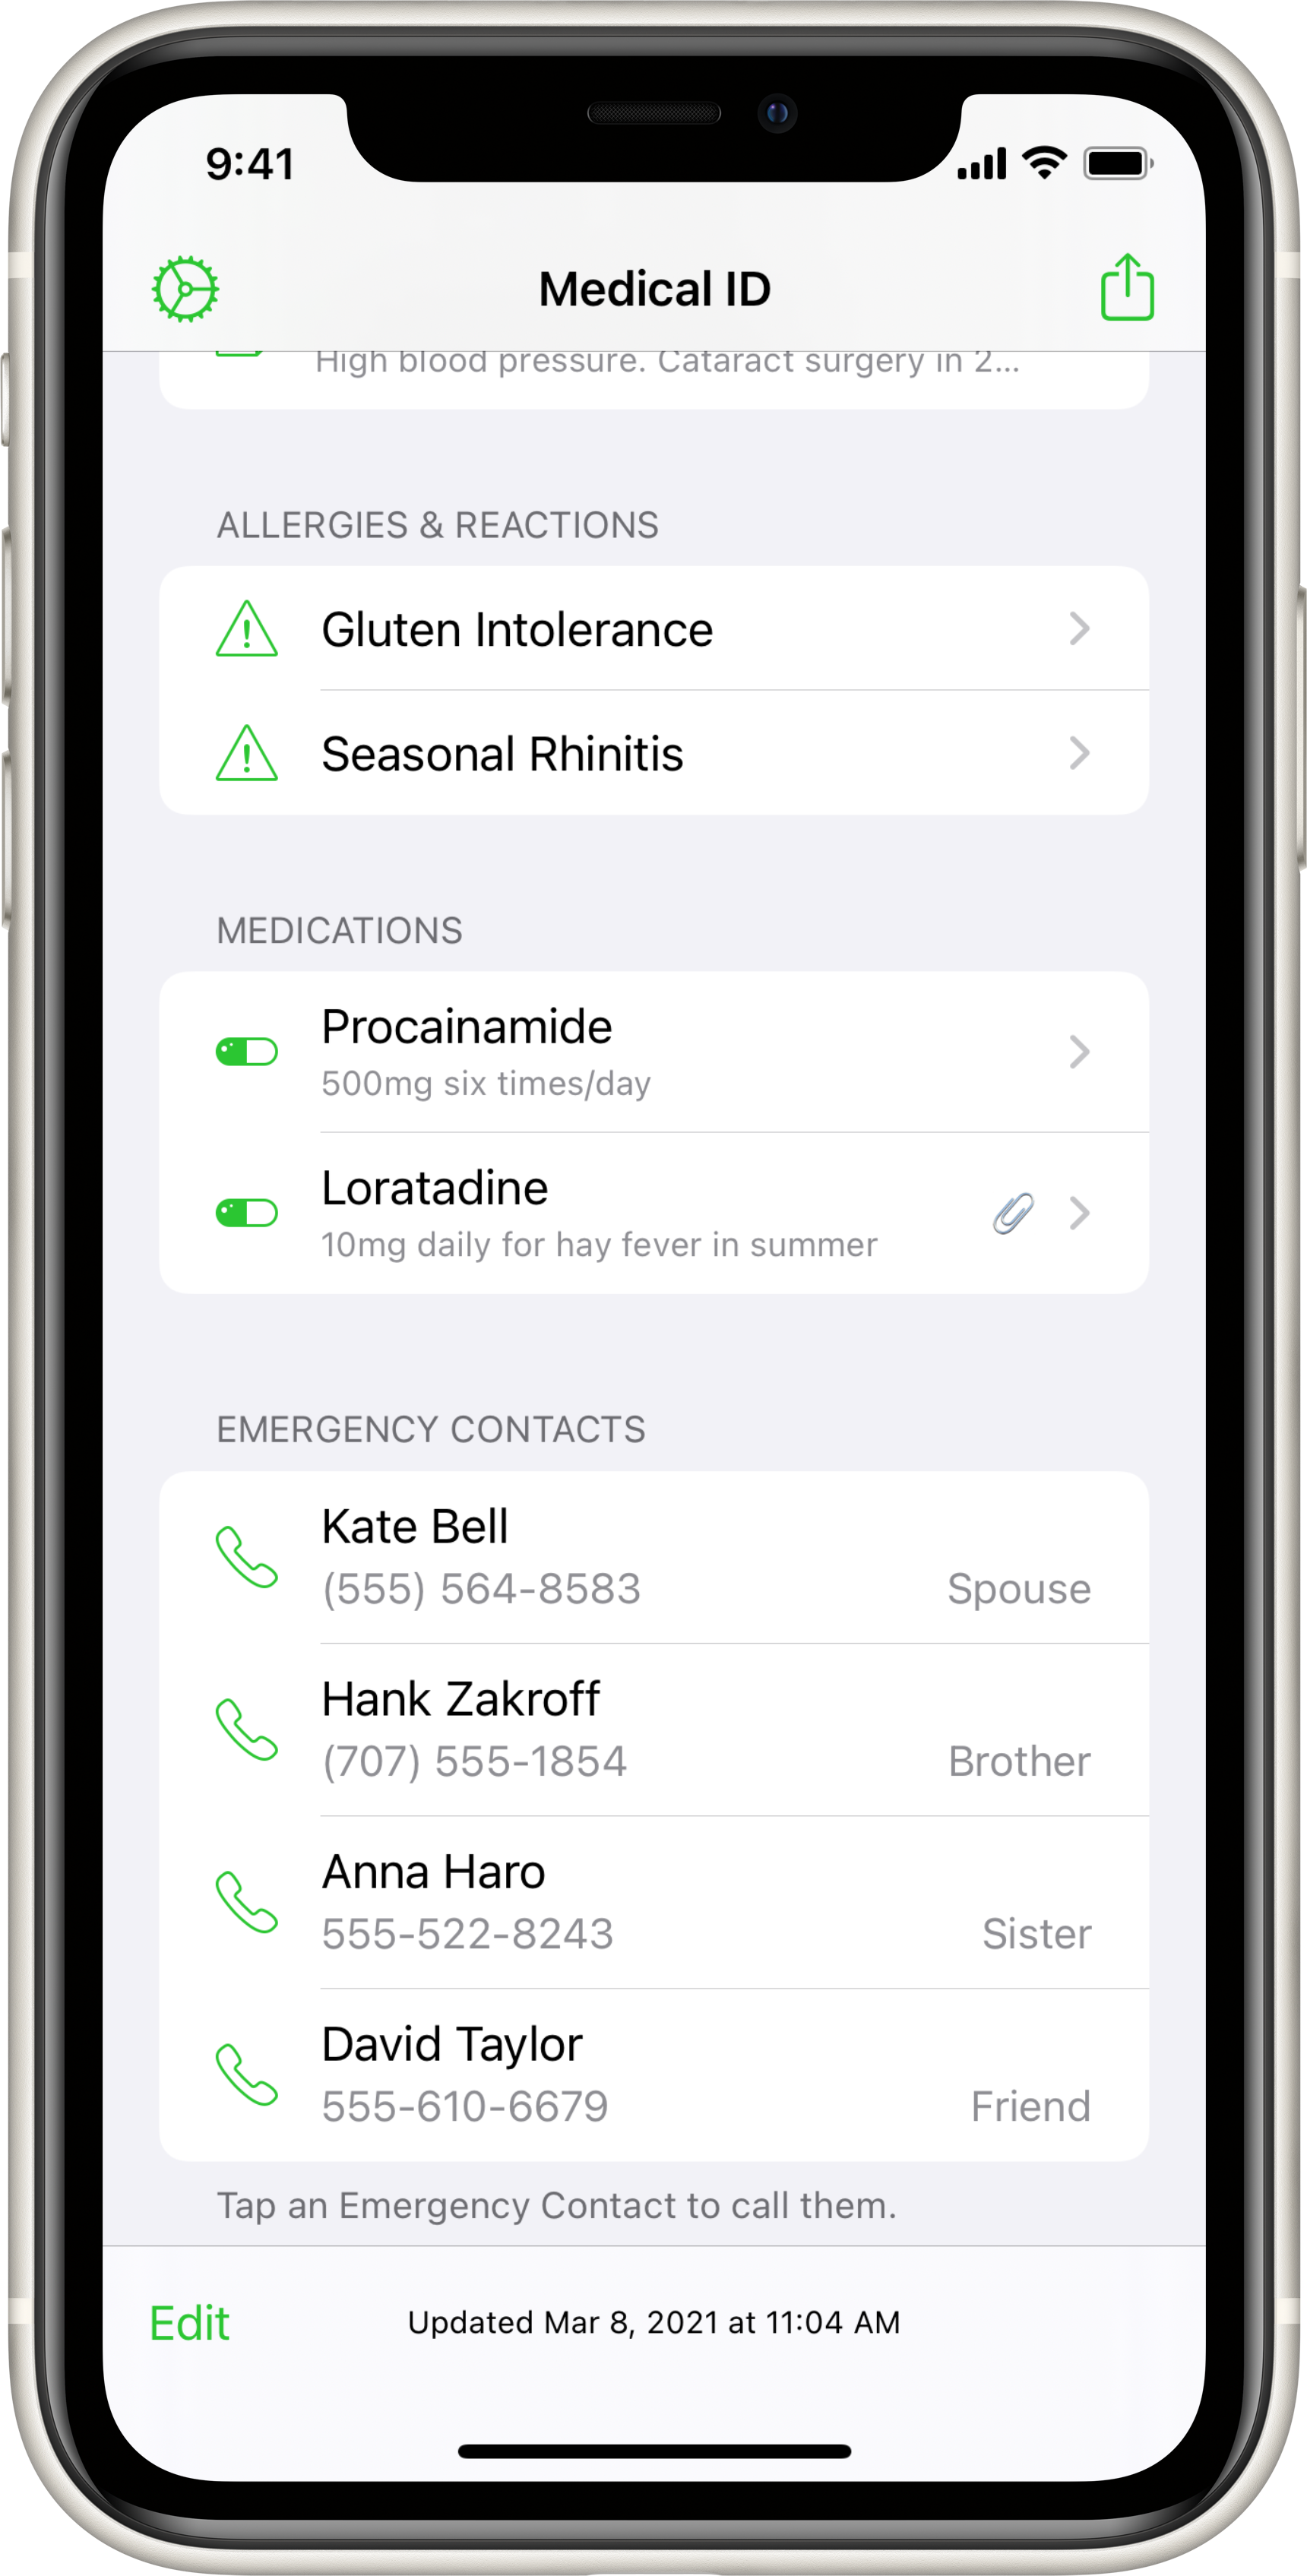 9:41
Medical ID
High blood pressure. Cataract surgery in 2...
ALLERGIES & REACTIONS
Gluten Intolerance
Seasonal Rhinitis
MEDICATIONS
Procainamide
500mg six times/day
Loratadine
10mg daily for hay fever in summer
EMERGENCY CONTACTS
Kate Bell
(555) 564-8583 Spouse
Hank Zakroff
(707) 555-1854 Brother
Anna Haro
555-522-8243 Sister
David Taylor
555-610-6679 Friend
Tap an Emergency Contact to call them.
Edit Updated Mar 8, 2021 at 11:04 AM